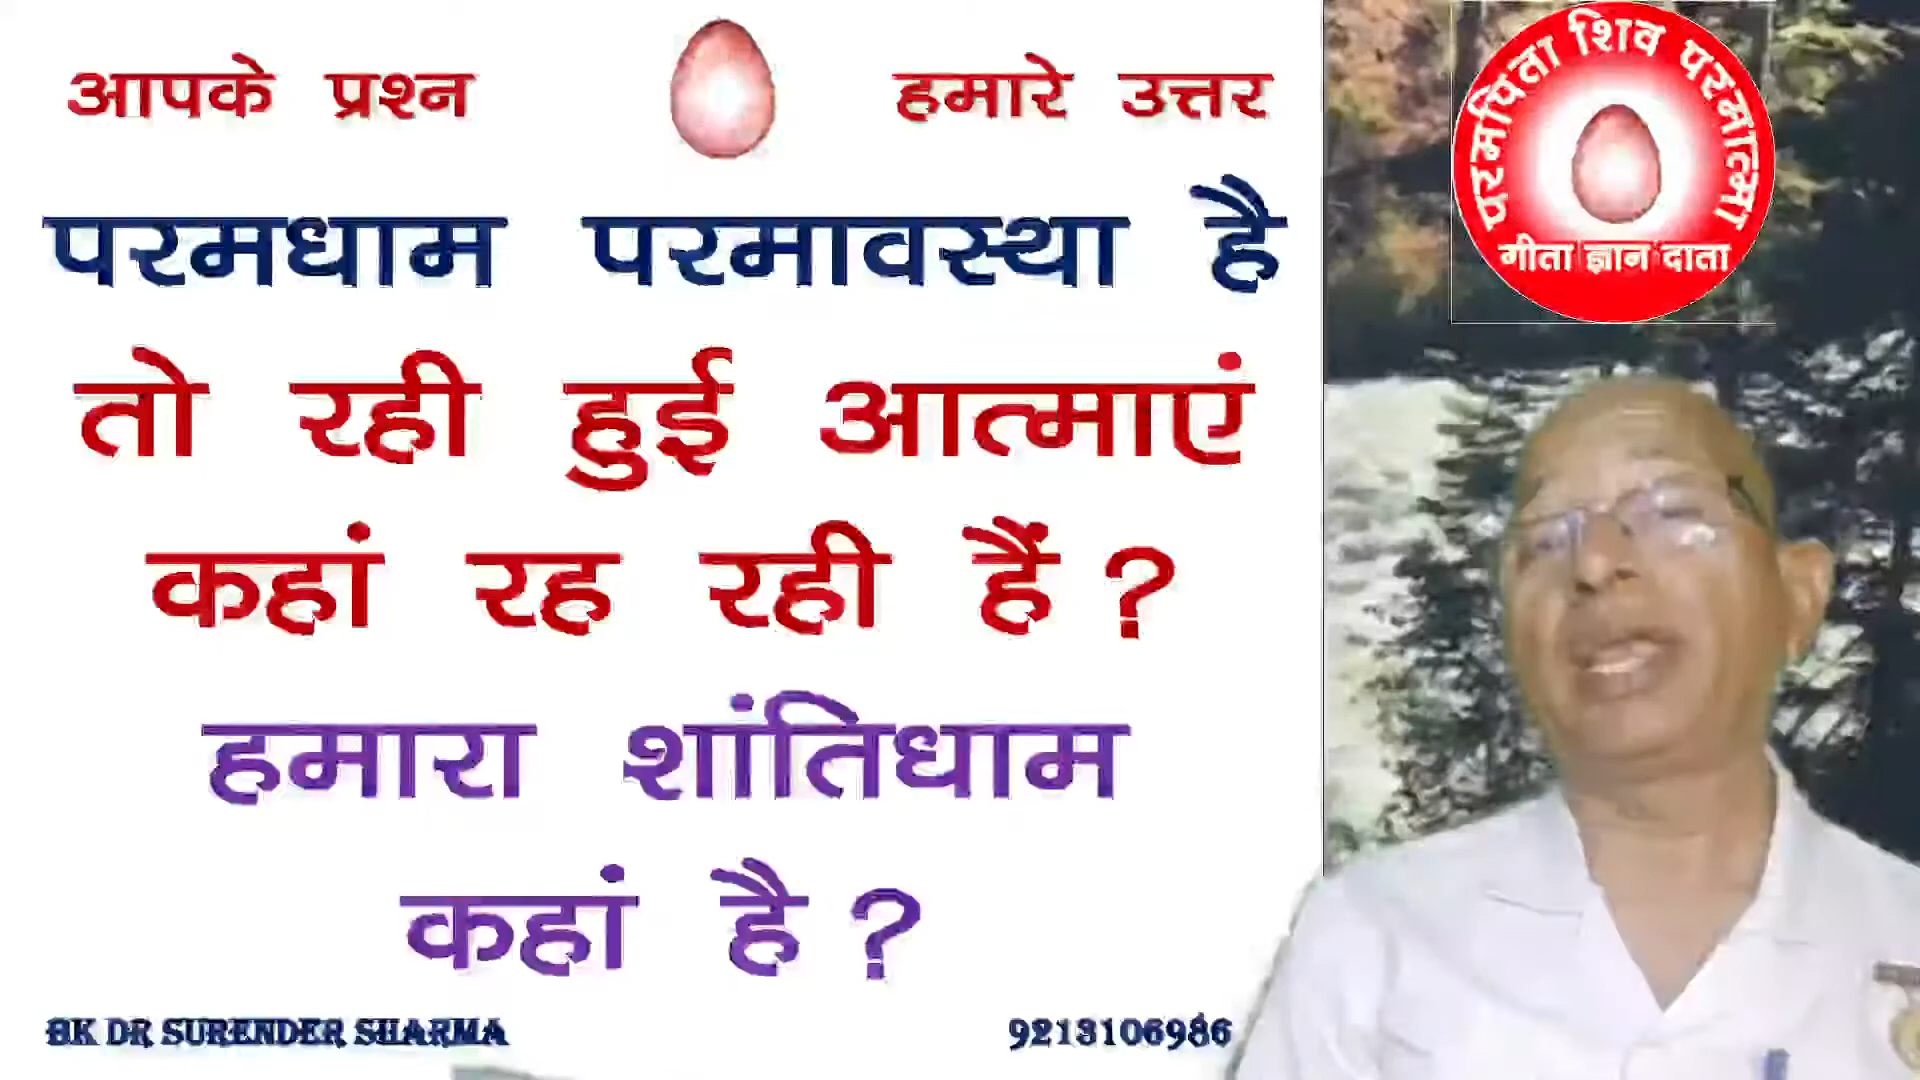 आपके प्रश्न हमारे उत्तर
परमधाम परमावस्था है
तो रही हुई आत्माएं
कहां रह रही हैं ?
हमारा शांतिधाम
कहां है ?
BK DR SURENDER SHARMA 9213106986
परमपिता शिव परमात्मा
गीता ज्ञान दाता